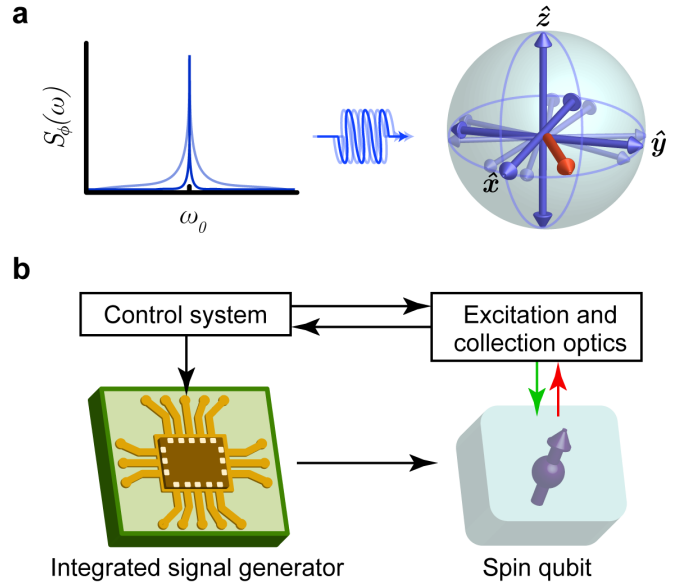 a
S_ϕ(ω)
ω_0
ẑ
ŷ
x̂
b
Control system
Excitation and
collection optics
Integrated signal generator
Spin qubit